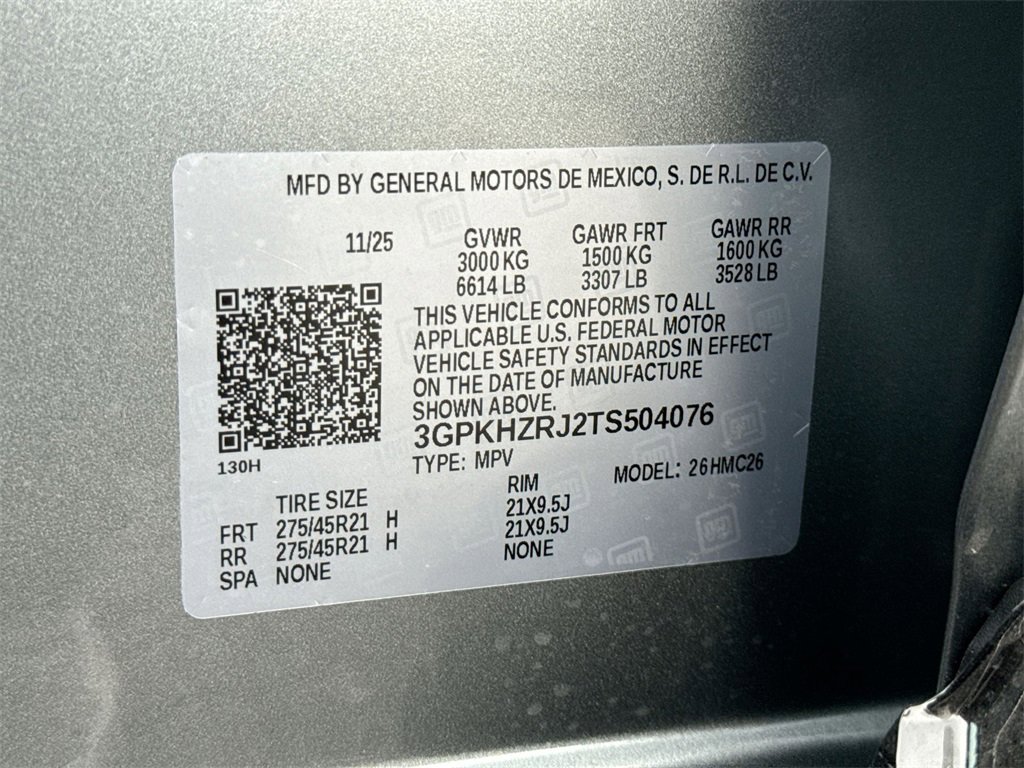 MFD BY GENERAL MOTORS DE MEXICO, S. DE R.L. DE C.V.
11/25 GVWR GAWR FRT GAWR RR
3000 KG 1500 KG 1600 KG
6614 LB 3307 LB 3528 LB
THIS VEHICLE CONFORMS TO ALL
APPLICABLE U.S. FEDERAL MOTOR
VEHICLE SAFETY STANDARDS IN EFFECT
ON THE DATE OF MANUFACTURE
SHOWN ABOVE.
3GPKHZRJ2TS504076
130H
TYPE: MPV MODEL: 26HMC26
TIRE SIZE RIM
FRT 275/45R21 H 21X9.5J
RR 275/45R21 H 21X9.5J
SPA NONE NONE
gm
gm